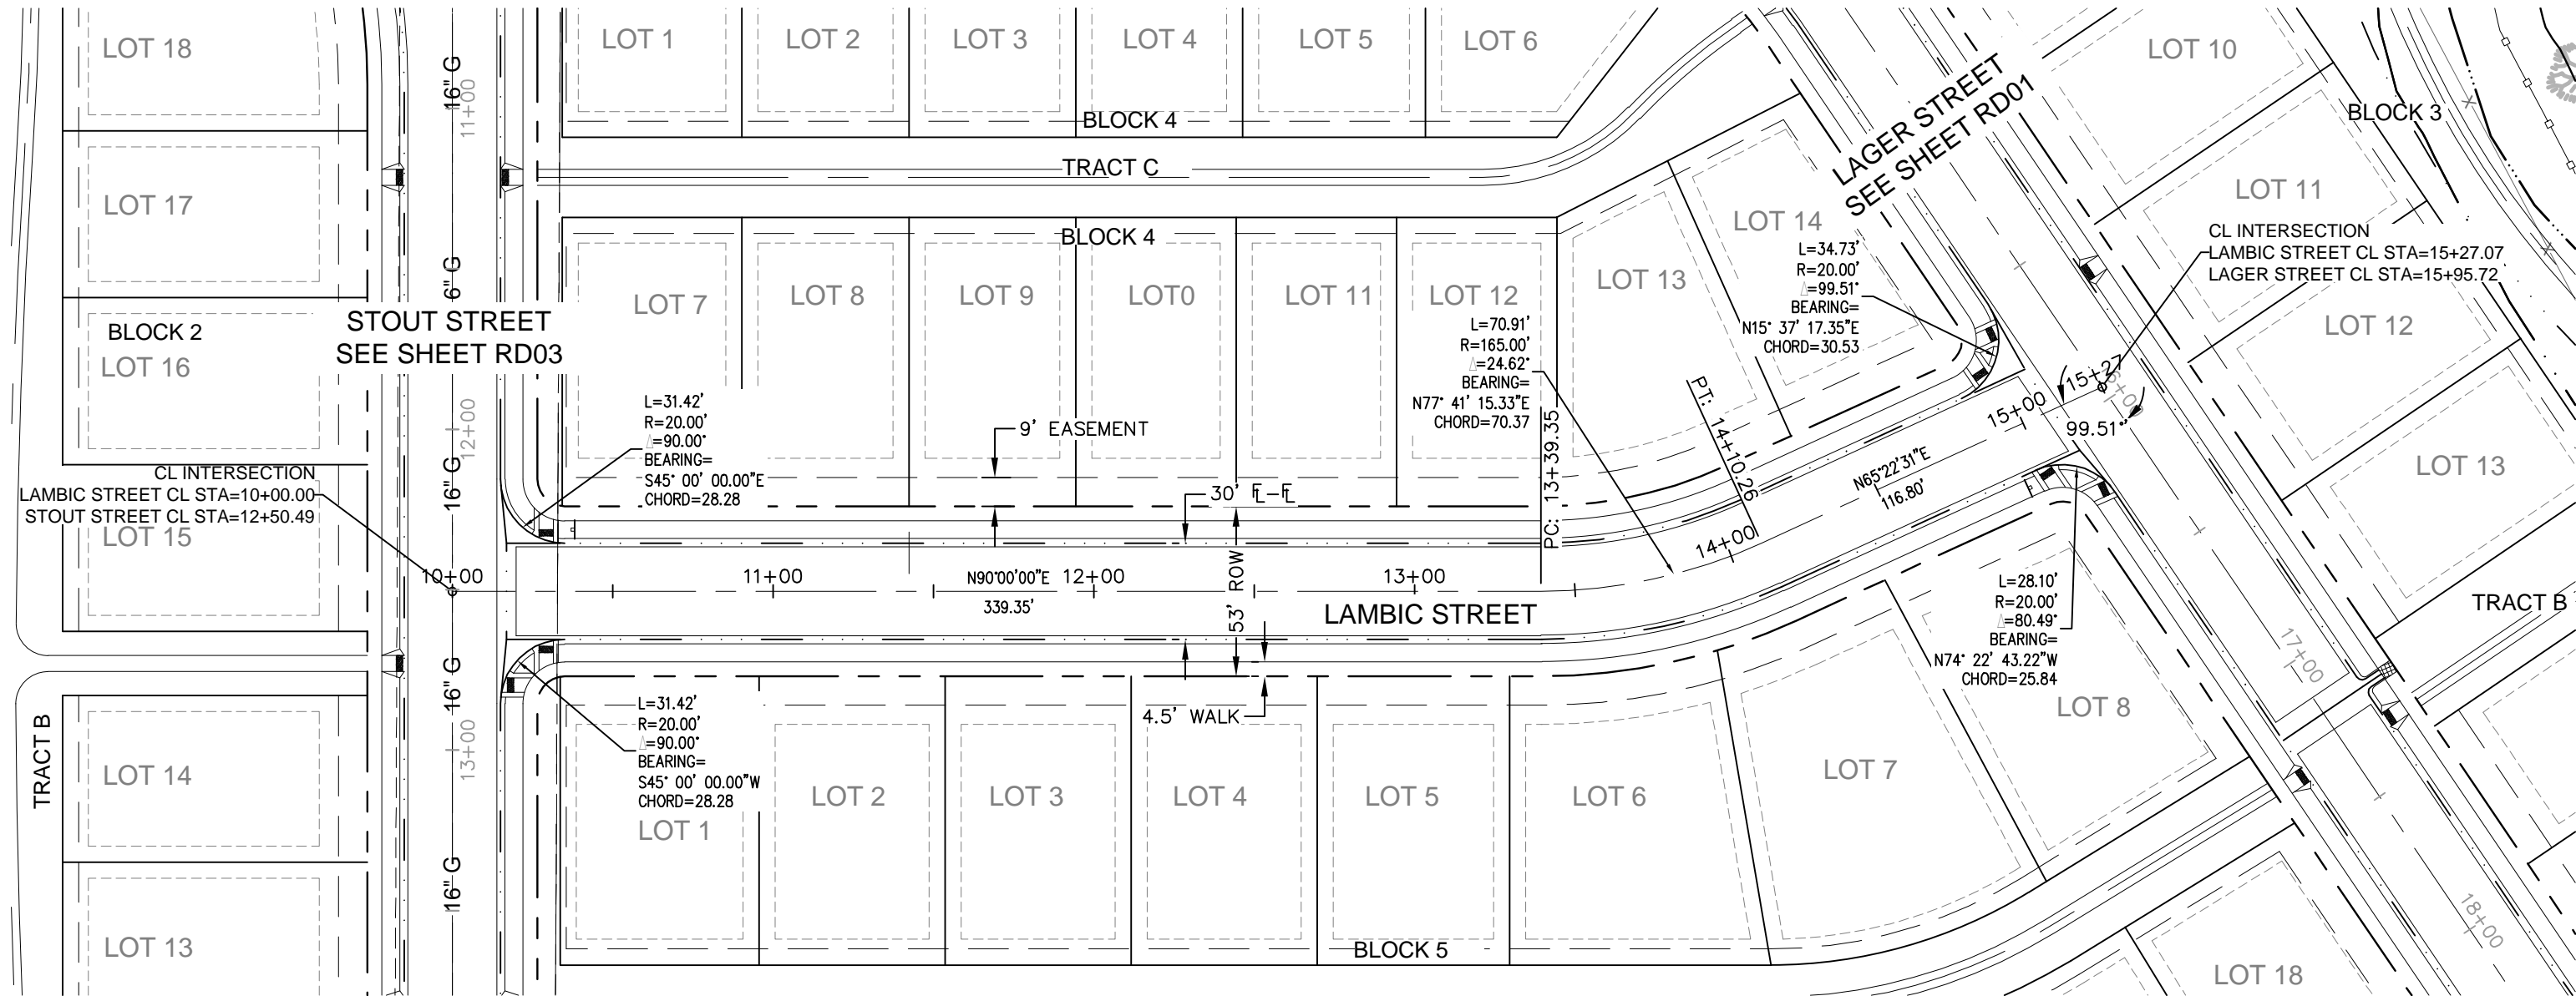 LOT 18
LOT 17
BLOCK 2
LOT 16
LOT 15
LOT 14
LOT 13
TRACT B
CL INTERSECTION
LAMBIC STREET CL STA=10+00.00
STOUT STREET CL STA=12+50.49
STOUT STREET
SEE SHEET RD03
16" G
11+00
6" G
12+00
16" G
16" G
13+00
16" G
LOT 1
LOT 2
LOT 3
LOT 4
LOT 5
LOT 6
BLOCK 4
TRACT C
BLOCK 4
LOT 7
LOT 8
LOT 9
LOT0
LOT 11
LOT 12
LOT 13
LOT 14
L=31.42'
R=20.00'
Δ=90.00°
BEARING=
S45° 00' 00.00"E
CHORD=28.28
9' EASEMENT
30' FL-FL
53' ROW
4.5' WALK
L=70.91'
R=165.00'
Δ=24.62°
BEARING=
N77° 41' 15.33"E
CHORD=70.37
PC: 13+39.35
PT: 14+10.26
L=34.73'
R=20.00'
Δ=99.51°
BEARING=
N15° 37' 17.35"E
CHORD=30.53
LAGER STREET
SEE SHEET RD01
10+00
11+00
N90°00'00"E
339.35'
12+00
13+00
LAMBIC STREET
14+00
N65°22'31"E
116.80'
15+00
15+27
99.51°
CL INTERSECTION
LAMBIC STREET CL STA=15+27.07
LAGER STREET CL STA=15+95.72
LOT 10
BLOCK 3
LOT 11
LOT 12
LOT 13
TRACT B
17+00
18+00
L=31.42'
R=20.00'
Δ=90.00°
BEARING=
S45° 00' 00.00"W
CHORD=28.28
L=28.10'
R=20.00'
Δ=80.49°
BEARING=
N74° 22' 43.22"W
CHORD=25.84
LOT 1
LOT 2
LOT 3
LOT 4
LOT 5
LOT 6
LOT 7
LOT 8
BLOCK 5
LOT 18